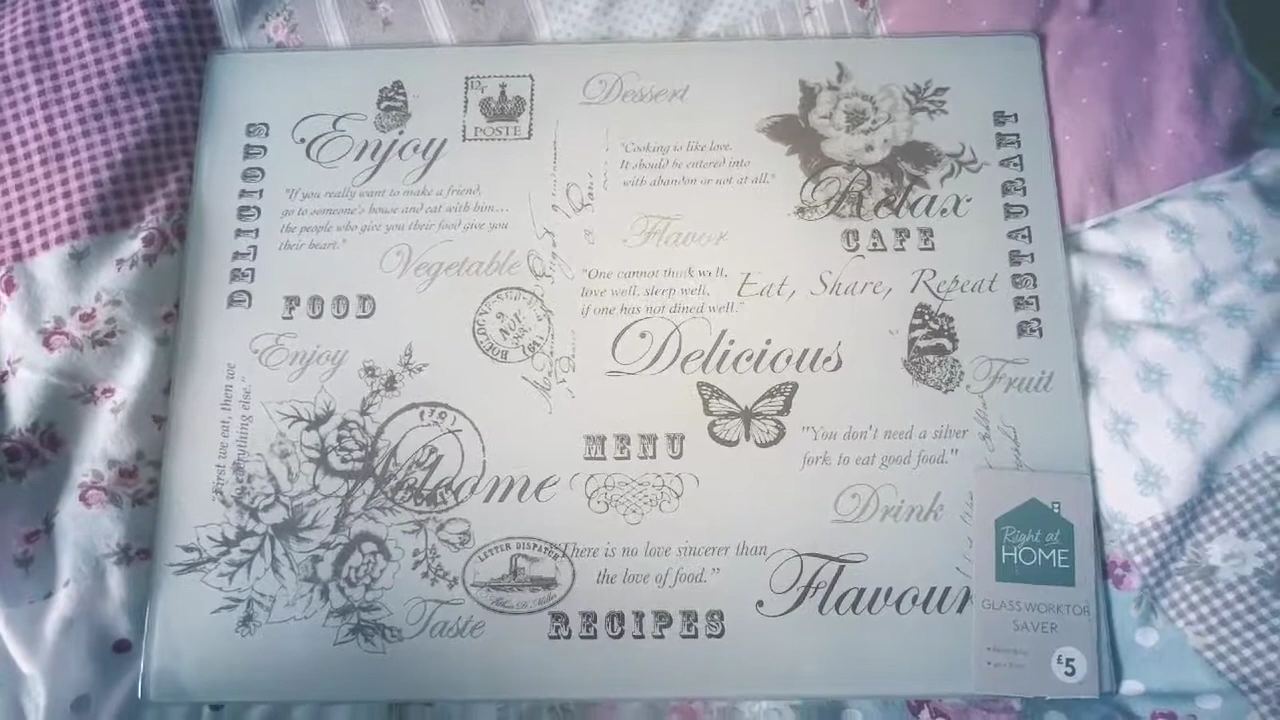 DELICIOUS
Enjoy
12
POSTE
Dessert
"If you really want to make a friend,
go to someone's house and eat with him...
the people who give you their food give you
their heart."
"Cooking is like love.
It should be entered into
with abandon or not at all."
Relax
CAFE
RESTAURANT
Vegetable
Flavor
FOOD
"One cannot think well,
love well, sleep well,
if one has not dined well."
Eat, Share, Repeat
Enjoy
Delicious
Fruit
"First we eat, then we
do everything else."
MENU
"You don't need a silver
fork to eat good food."
Welcome
Drink
LETTER DISPATCH
"There is no love sincerer than
the love of food."
Flavour
Taste
RECIPES
Right at
HOME
GLASS WORKTOP
SAVER
£5